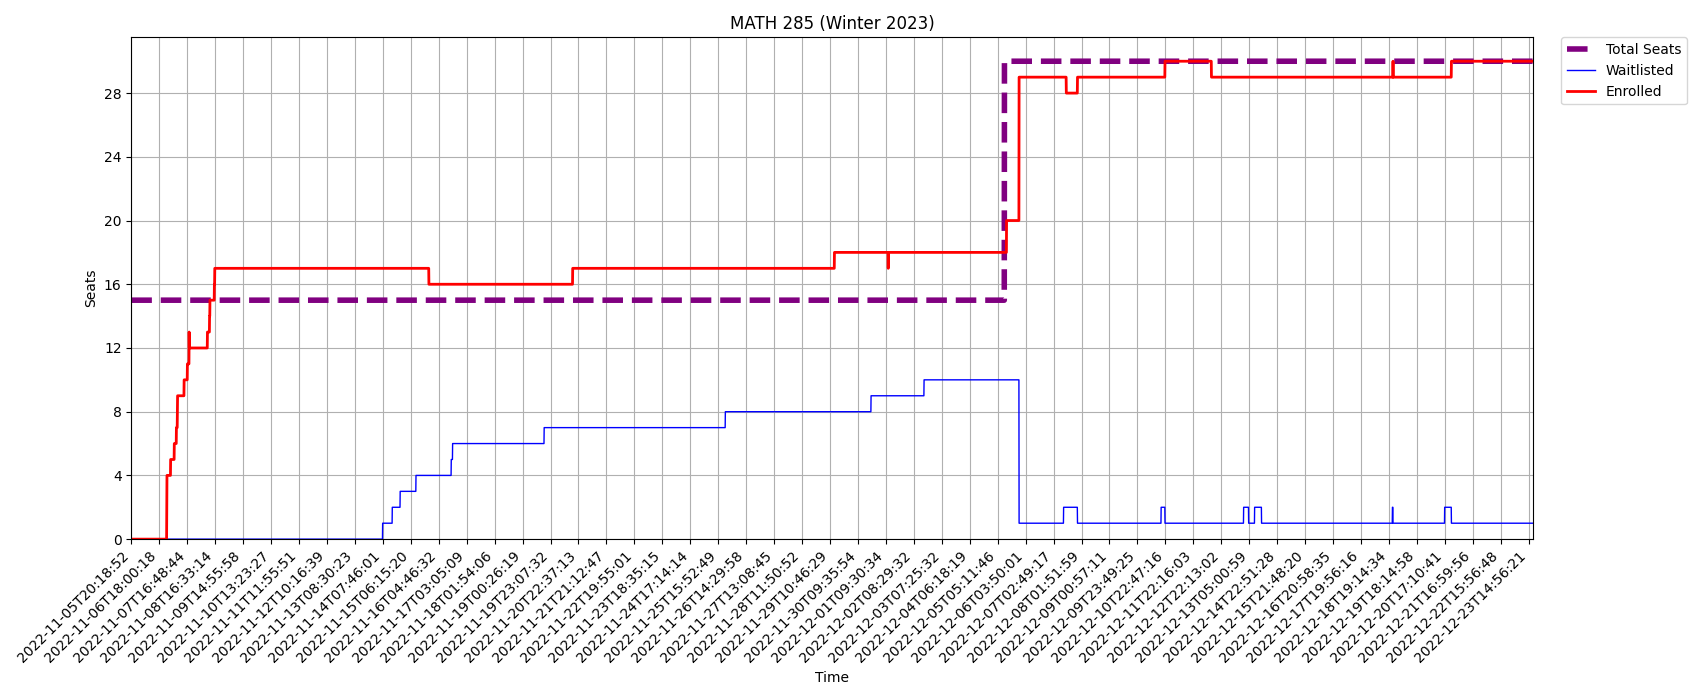 MATH 285 (Winter 2023)
Total Seats
Waitlisted
Enrolled
Seats
28
24
20
16
12
8
4
0
2022-11-05T20:18:52
2022-11-06T18:00:18
2022-11-07T16:48:44
2022-11-08T16:33:14
2022-11-09T14:55:58
2022-11-10T13:23:27
2022-11-11T11:55:51
2022-11-12T10:16:39
2022-11-13T08:30:23
2022-11-14T07:46:01
2022-11-15T06:15:20
2022-11-16T04:46:32
2022-11-17T03:05:09
2022-11-18T01:54:06
2022-11-19T00:26:19
2022-11-19T23:07:32
2022-11-20T22:37:13
2022-11-21T21:12:47
2022-11-22T19:55:01
2022-11-23T18:35:15
2022-11-24T17:14:14
2022-11-25T15:52:49
2022-11-26T14:29:58
2022-11-27T13:08:45
2022-11-28T11:50:52
2022-11-29T10:46:29
2022-11-30T09:35:54
2022-12-01T09:30:34
2022-12-02T08:29:32
2022-12-03T07:25:32
2022-12-04T06:18:19
2022-12-05T05:11:46
2022-12-06T03:50:01
2022-12-07T02:49:17
2022-12-08T01:51:59
2022-12-09T00:57:11
2022-12-09T23:49:25
2022-12-10T22:47:16
2022-12-11T22:16:03
2022-12-12T22:13:02
2022-12-13T05:00:59
2022-12-14T22:51:28
2022-12-15T21:48:20
2022-12-16T20:58:35
2022-12-17T19:56:16
2022-12-18T19:14:34
2022-12-19T18:14:58
2022-12-20T17:10:41
2022-12-21T16:59:56
2022-12-22T15:56:48
2022-12-23T14:56:21
Time